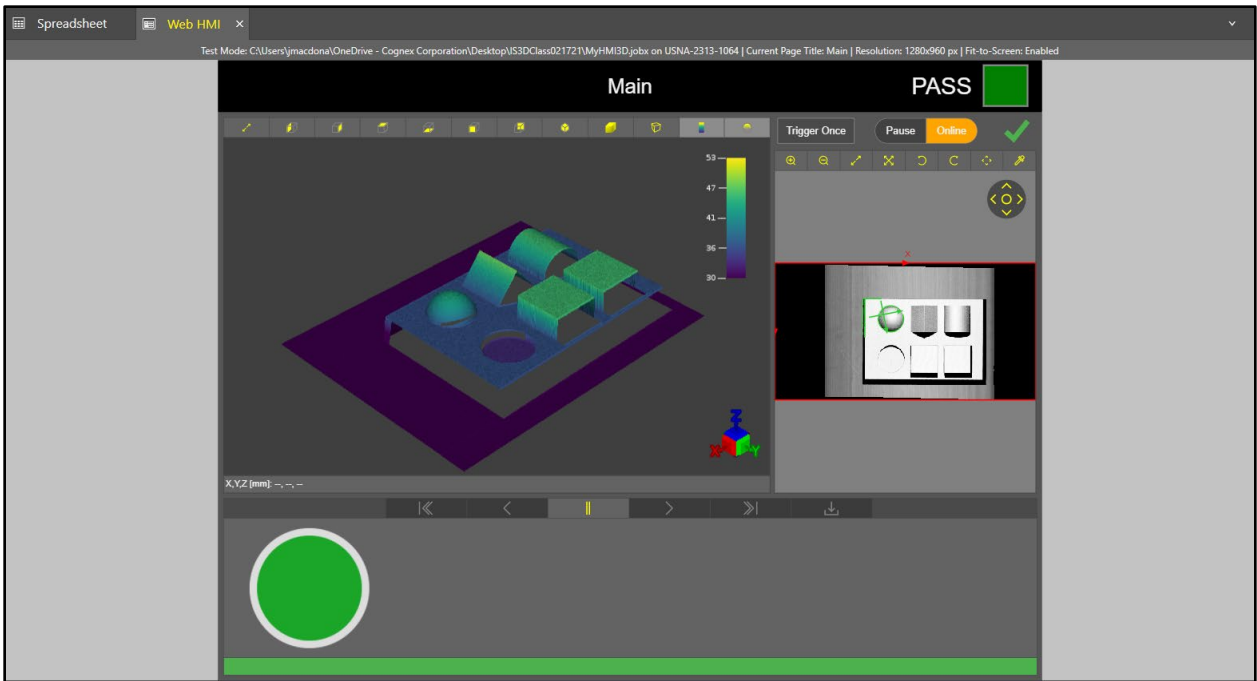 Spreadsheet
Web HMI ×
Test Mode: C:\Users\jmacdona\OneDrive - Cognex Corporation\Desktop\IS3DClass021721\MyHMI3D.jobx on USNA-2313-1064 | Current Page Title: Main | Resolution: 1280x960 px | Fit-to-Screen: Enabled
Main
PASS
Trigger Once
Pause
Online
53
47
41
36
30
X
Z
X
Y
X,Y,Z [mm]: --, --, --